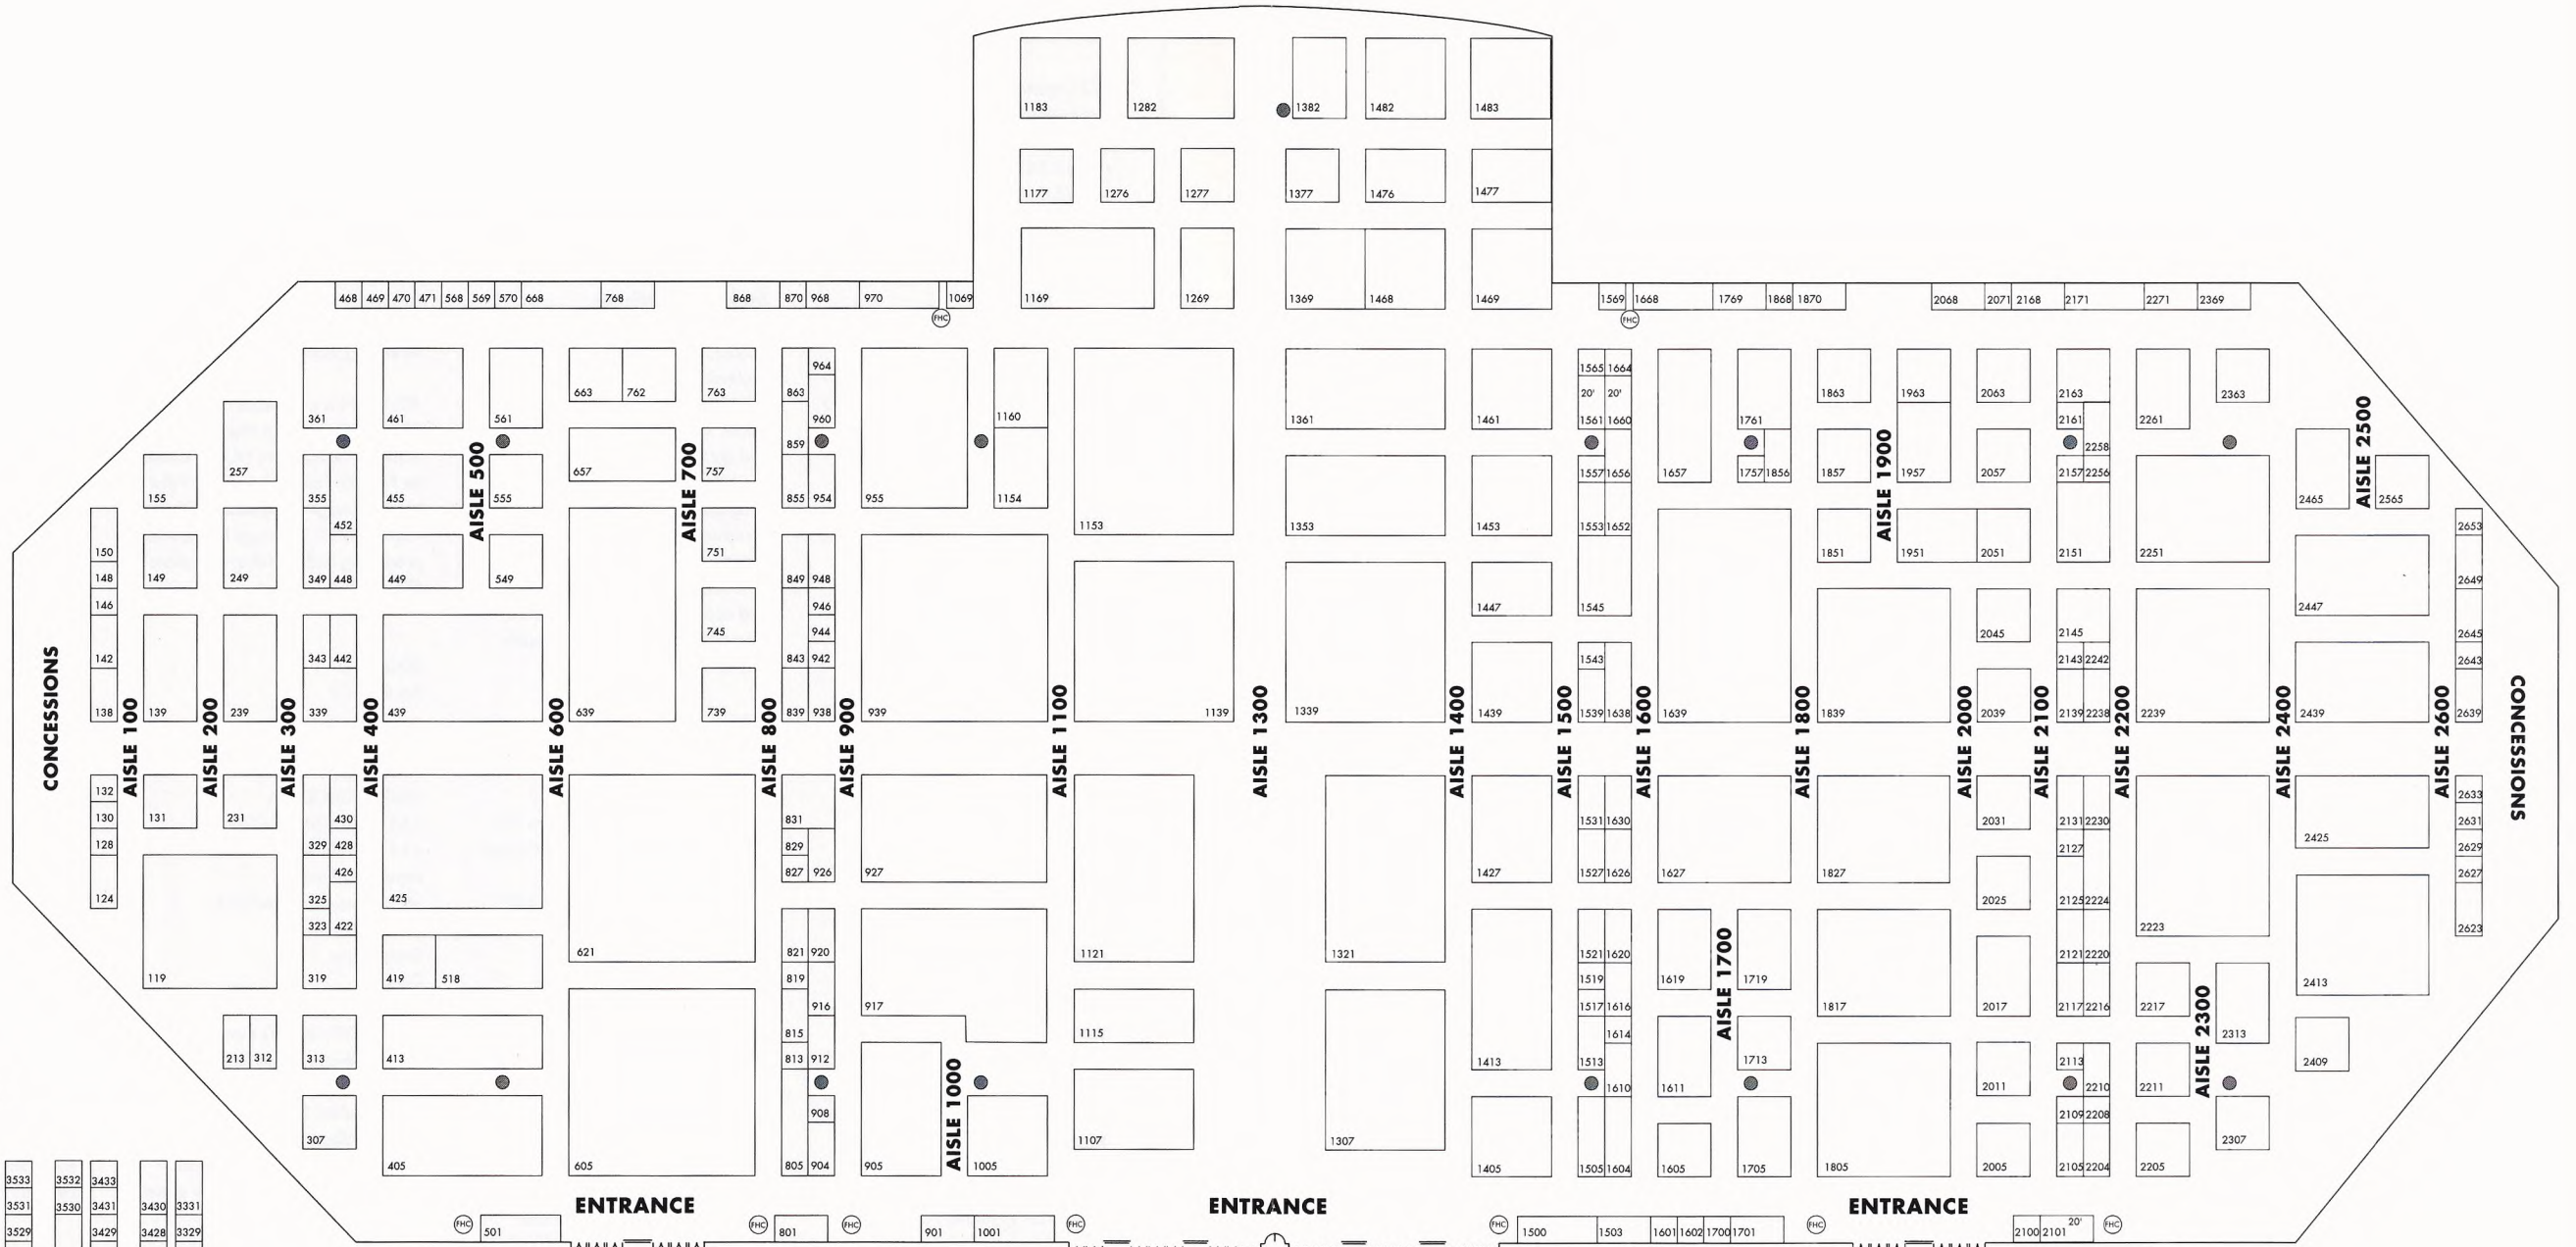 1183 1282 1382 1482 1483
1177 1276 1277 1377 1476 1477
1169 1269 1369 1468 1469
468 469 470 471 568 569 570 668 768 868 870 968 970 1069
1569 1668 1769 1868 1870 2068 2071 2168 2171 2271 2369
FHC FHC
964 1565 1664
663 762 763 863 20' 20' 1863 1963 2063 2163 2363
361 461 561 960 1160 1361 1461 1561 1660 1761 2161 2261
859 2258
257 657 757 1557 1656 1657 1757 1856 1857 1957 2057 2157 2256
155 355 455 555 855 954 955 1154 2465 2565
AISLE 500 AISLE 700 AISLE 1900 AISLE 2500
452 1153 1353 1453 1553 1652 2653
150 751 1851 1951 2051 2151 2251
148 149 249 349 448 449 549 849 948 2649
146 946 1447 1545 2447
745 944 2045 2145 2645
142 343 442 843 942 1543 2143 2242 2643
138 139 239 339 439 639 739 839 938 939 1139 1339 1439 1539 1638 1639 1839 2039 2139 2238 2239 2439 2639
CONCESSIONS AISLE 100 AISLE 200 AISLE 300 AISLE 400 AISLE 600 AISLE 800 AISLE 900 AISLE 1100 AISLE 1300 AISLE 1400 AISLE 1500 AISLE 1600 AISLE 1800 AISLE 2000 AISLE 2100 AISLE 2200 AISLE 2400 AISLE 2600 CONCESSIONS
132 2633
130 131 231 430 831 1531 1630 2031 2131 2230 2631
128 329 428 829 2127 2425 2629
426 827 926 927 1427 1527 1626 1627 1827 2627
124 325 425 2025 2125 2224
323 422 2223 2623
621 821 920 1121 1321 1521 1620 2121 2220
119 319 419 518 819 1519 1619 1719 2413
916 917 1517 1616 1817 2017 2117 2216 2217
AISLE 1700 AISLE 2300
815 1115 1614 2313
213 312 313 413 813 912 1413 1513 1713 2113 2409
1610 1611 2011 2210 2211
AISLE 1000
908 2109 2208
307 1107 1307 2307
405 605 805 904 905 1005 1405 1505 1604 1605 1705 1805 2005 2105 2204 2205
3533 3532 3433
3531 3530 3431 3430 3331
ENTRANCE ENTRANCE ENTRANCE
3529 3429 3428 3329
FHC 501 FHC 801 FHC 901 1001 FHC FHC 1500 1503 1601 1602 1700 1701 FHC 2100 2101 20' FHC